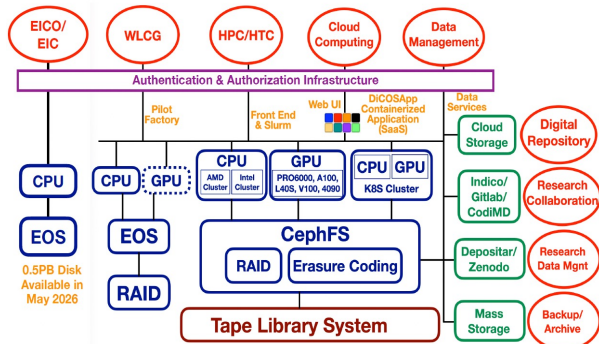 EICO/
EIC
WLCG
HPC/HTC
Cloud
Computing
Data
Management
Authentication & Authorization Infrastructure
Pilot
Factory
Front End
& Slurm
Web UI
DiCOSApp
Containerized
Application
(SaaS)
Data
Services
Cloud
Storage
Digital
Repository
CPU
CPU
GPU
CPU
AMD
Cluster
Intel
Cluster
GPU
PRO6000, A100,
L40S, V100, 4090
CPU
GPU
K8S Cluster
Indico/
Gitlab/
CodiMD
Research
Collaboration
EOS
EOS
CephFS
RAID
Erasure Coding
Depositar/
Zenodo
Research
Data Mgnt
0.5PB Disk
Available in
May 2026
RAID
Tape Library System
Mass
Storage
Backup/
Archive